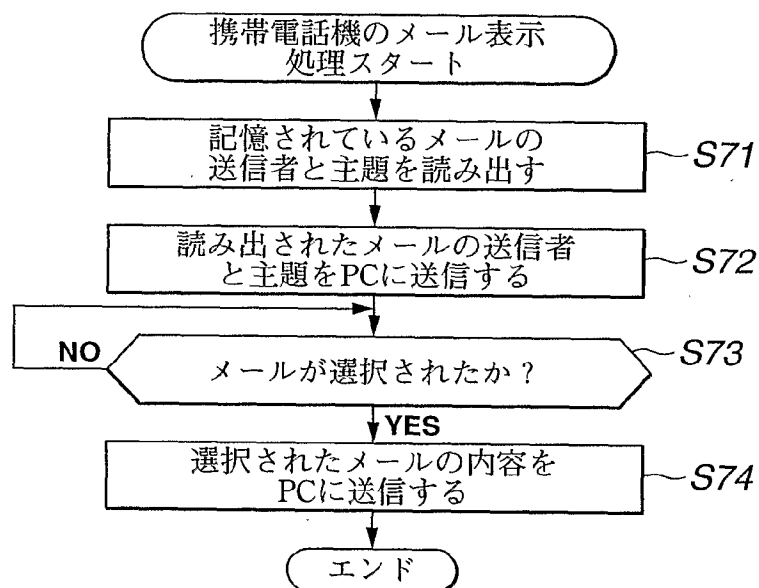 携帯電話機のメール表示
処理スタート
記憶されているメールの
送信者と主題を読み出す
S71
読み出されたメールの送信者
と主題をPCに送信する
S72
NO
メールが選択されたか？
S73
YES
選択されたメールの内容を
PCに送信する
S74
エンド